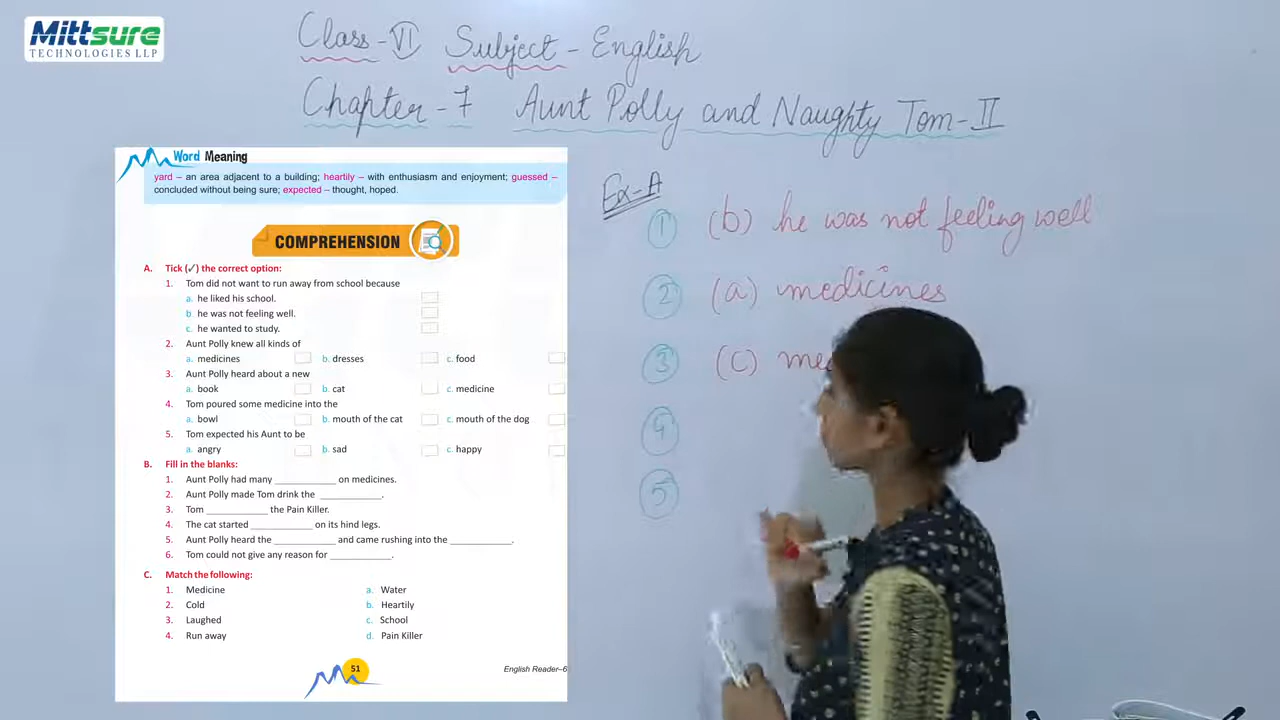 Mittsure
TECHNOLOGIES LLP
Class-VI Subject - English
Chapter-7 Aunt Polly and Naughty Tom-II
Word Meaning
yard – an area adjacent to a building; heartily – with enthusiasm and enjoyment; guessed –
concluded without being sure; expected – thought, hoped.
COMPREHENSION
A. Tick (✓) the correct option:
1. Tom did not want to run away from school because
a. he liked his school.
b. he was not feeling well.
c. he wanted to study.
2. Aunt Polly knew all kinds of
a. medicines b. dresses c. food
3. Aunt Polly heard about a new
a. book b. cat c. medicine
4. Tom poured some medicine into the
a. bowl b. mouth of the cat c. mouth of the dog
5. Tom expected his Aunt to be
a. angry b. sad c. happy
B. Fill in the blanks:
1. Aunt Polly had many ____________ on medicines.
2. Aunt Polly made Tom drink the ____________.
3. Tom ____________ the Pain Killer.
4. The cat started ____________ on its hind legs.
5. Aunt Polly heard the ____________ and came rushing into the ____________.
6. Tom could not give any reason for ____________.
C. Match the following:
1. Medicine a. Water
2. Cold b. Heartily
3. Laughed c. School
4. Run away d. Pain Killer
51
English Reader–6
Ex-A
1 (b) he was not feeling well
2 (a) medicines
3 (c)
4
5